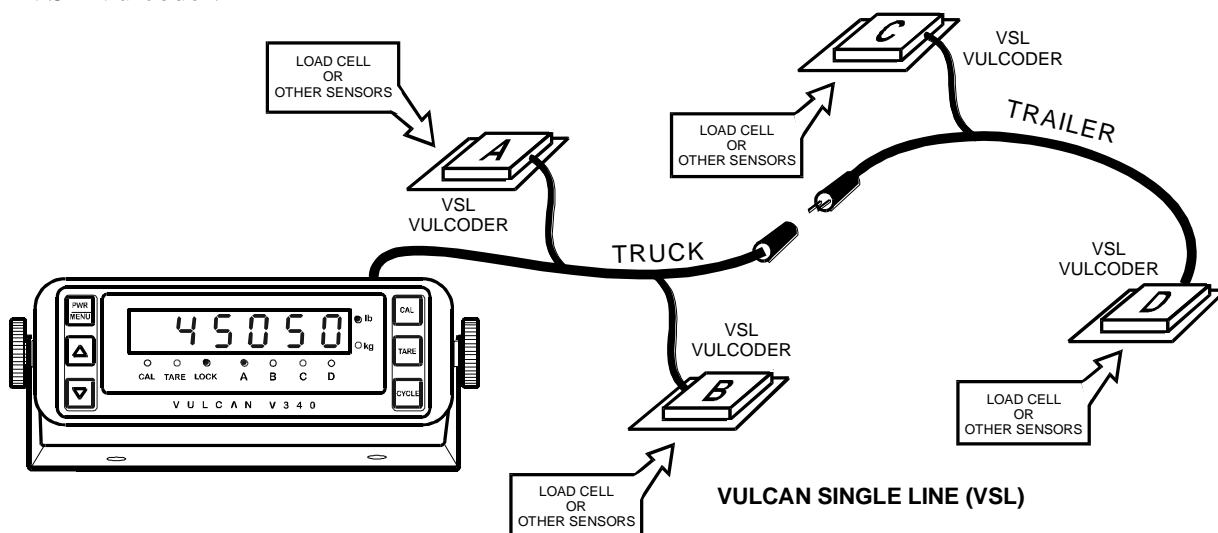 LOAD CELL
OR
OTHER SENSORS
A
VSL
VULCODER
C
VSL
VULCODER
LOAD CELL
OR
OTHER SENSORS
TRAILER
TRUCK
PWR
MENU
45050
lb
kg
CAL
TARE
CYCLE
CAL TARE LOCK A B C D
VULCAN V340
VSL
VULCODER
B
LOAD CELL
OR
OTHER SENSORS
VSL
VULCODER
D
LOAD CELL
OR
OTHER SENSORS
VULCAN SINGLE LINE (VSL)